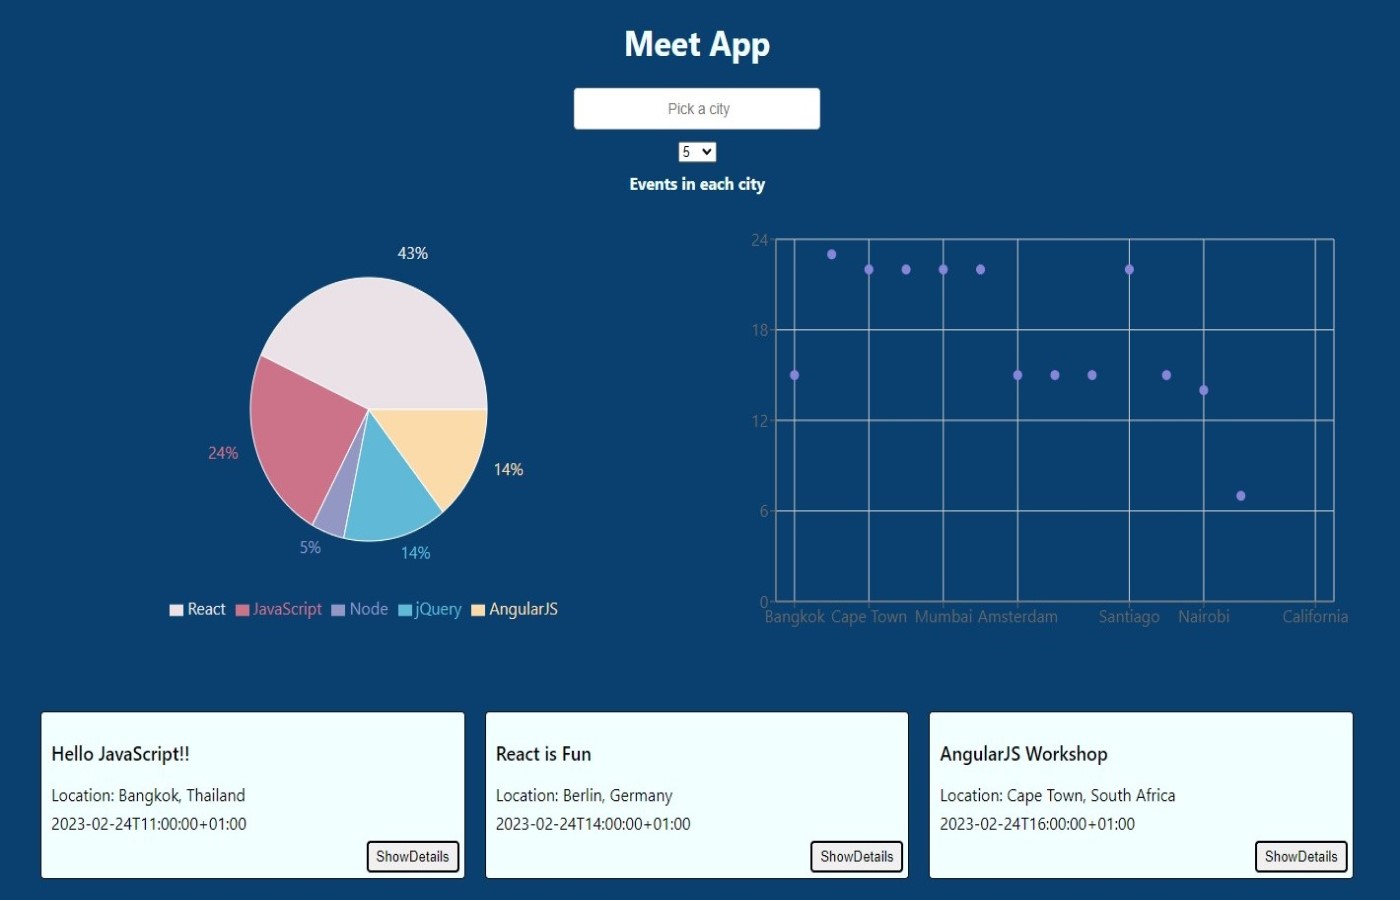 Meet App
Pick a city
5
Events in each city
43%
24%
14%
5%
14%
React JavaScript Node jQuery AngularJS
24
18
12
6
0
Bangkok Cape Town Mumbai Amsterdam Santiago Nairobi California
Hello JavaScript!!
Location: Bangkok, Thailand
2023-02-24T11:00:00+01:00
ShowDetails
React is Fun
Location: Berlin, Germany
2023-02-24T14:00:00+01:00
ShowDetails
AngularJS Workshop
Location: Cape Town, South Africa
2023-02-24T16:00:00+01:00
ShowDetails